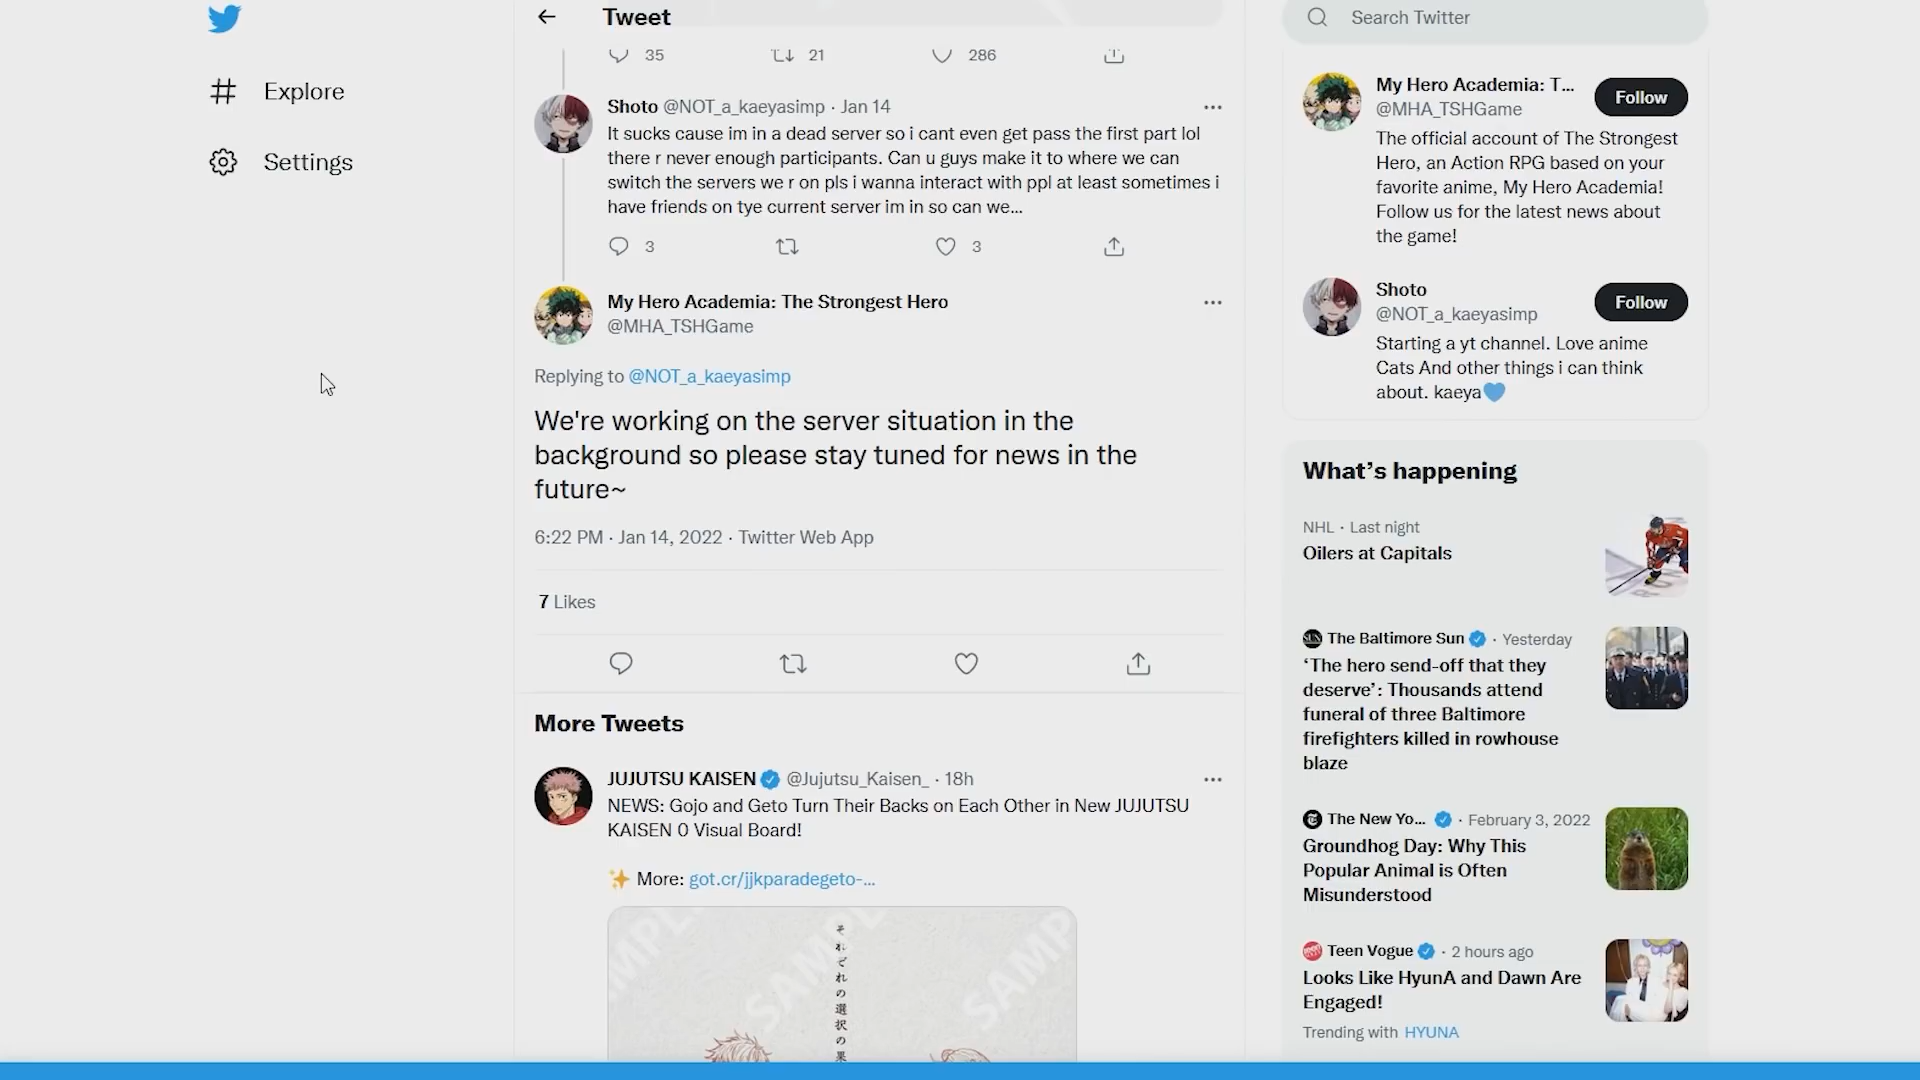 Tweet
Search Twitter
Explore
Settings
35
21
286
Shoto @NOT_a_kaeyasimp · Jan 14
It sucks cause im in a dead server so i cant even get pass the first part lol
there r never enough participants. Can u guys make it to where we can
switch the servers we r on pls i wanna interact with ppl at least sometimes i
have friends on tye current server im in so can we...
3
3
My Hero Academia: The Strongest Hero
@MHA_TSHGame
Replying to @NOT_a_kaeyasimp
We're working on the server situation in the
background so please stay tuned for news in the
future~
6:22 PM · Jan 14, 2022 · Twitter Web App
7 Likes
More Tweets
JUJUTSU KAISEN @Jujutsu_Kaisen_ · 18h
NEWS: Gojo and Geto Turn Their Backs on Each Other in New JUJUTSU
KAISEN 0 Visual Board!
✨ More: got.cr/jjkparadegeto-...
SAMPLE
SAMPLE
SAMP
それぞれの選択の果
My Hero Academia: T...
Follow
@MHA_TSHGame
The official account of The Strongest
Hero, an Action RPG based on your
favorite anime, My Hero Academia!
Follow us for the latest news about
the game!
Shoto
Follow
@NOT_a_kaeyasimp
Starting a yt channel. Love anime
Cats And other things i can think
about. kaeya💙
What's happening
NHL · Last night
Oilers at Capitals
The Baltimore Sun · Yesterday
‘The hero send-off that they
deserve’: Thousands attend
funeral of three Baltimore
firefighters killed in rowhouse
blaze
The New Yo... · February 3, 2022
Groundhog Day: Why This
Popular Animal is Often
Misunderstood
Teen Vogue · 2 hours ago
Looks Like HyunA and Dawn Are
Engaged!
Trending with HYUNA